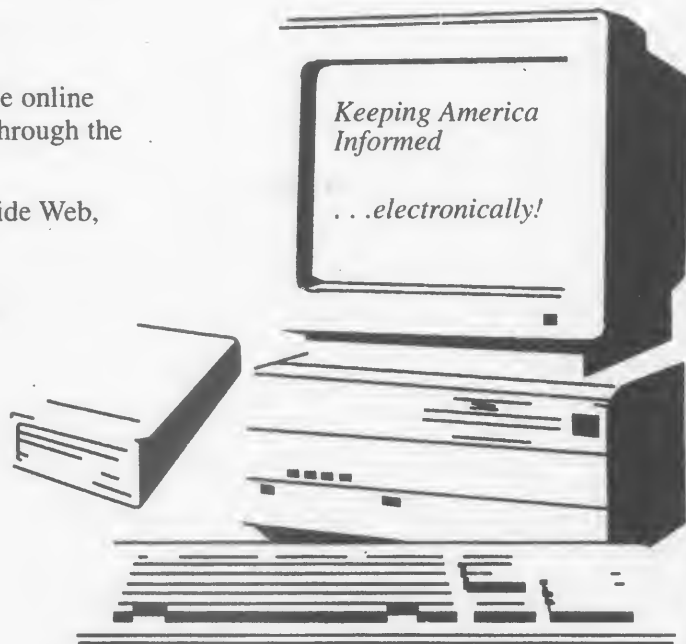 e online
hrough the
ide Web,
Keeping America
Informed
. . .electronically!